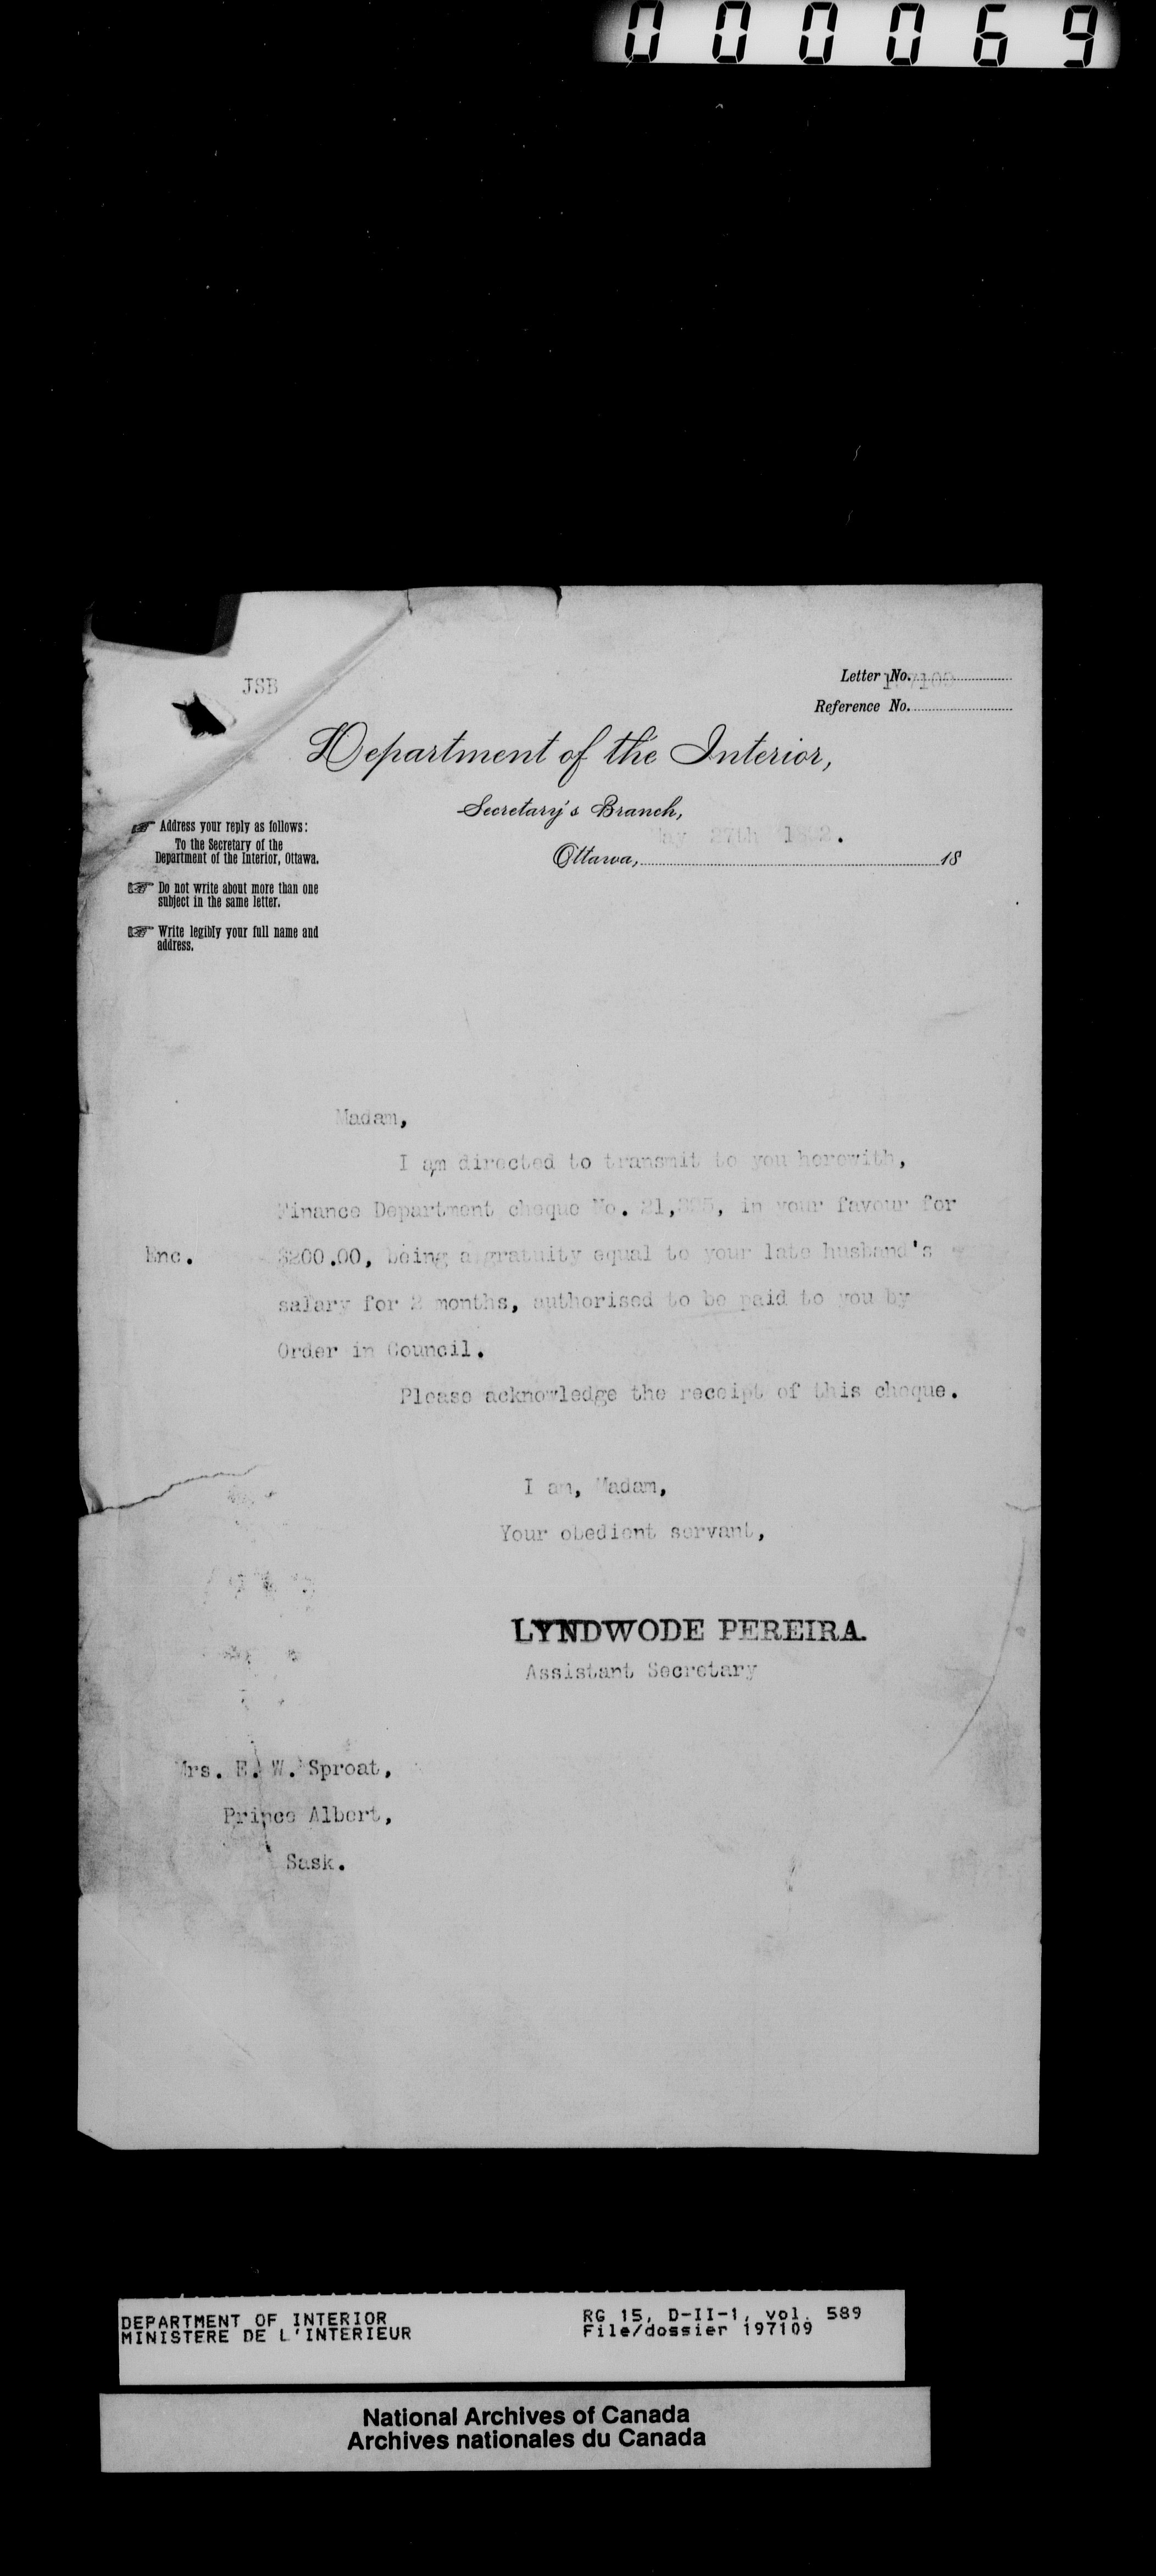 000069
JSB
Letter No. 197109
Reference No.
Department of the Interior,
Secretary's Branch,
May 27th 1892.
Ottawa, 18
Address your reply as follows:
To the Secretary of the
Department of the Interior, Ottawa.
Do not write about more than one
subject in the same letter.
Write legibly your full name and
address.
Madam,
I am directed to transmit to you herewith,
Finance Department cheque No. in your favour for
Enc. $200.00, being a gratuity equal to your late husband's
salary for 2 months, authorised to be paid to you by
Order in Council.
Please acknowledge the receipt of this cheque.
I am, Madam,
Your obedient servant,
LYNDWODE PEREIRA.
Assistant Secretary
Mrs. E. W. Sproat,
Prince Albert,
Sask.
DEPARTMENT OF INTERIOR RG 15, D-II-1, vol. 589
MINISTERE DE L'INTERIEUR File/dossier 197109
National Archives of Canada
Archives nationales du Canada